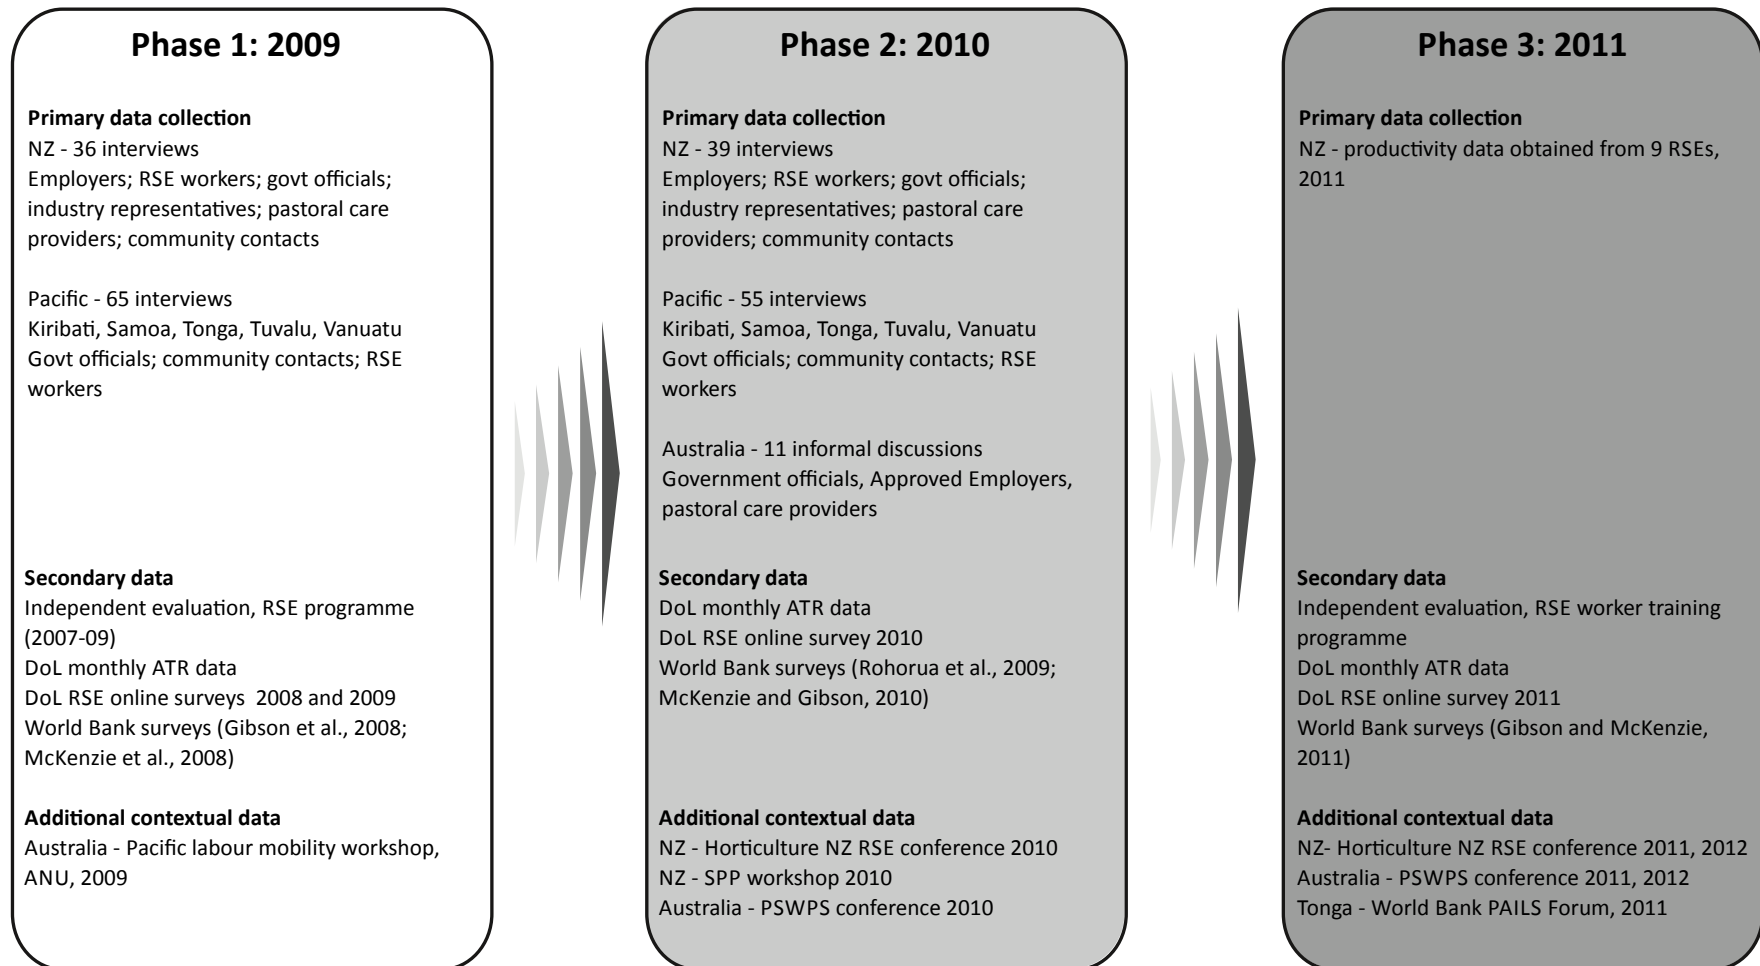 Phase 1: 2009
Primary data collection
NZ - 36 interviews
Employers; RSE workers; govt officials;
industry representatives; pastoral care
providers; community contacts
Pacific - 65 interviews
Kiribati, Samoa, Tonga, Tuvalu, Vanuatu
Govt officials; community contacts; RSE
workers
Secondary data
Independent evaluation, RSE programme
(2007-09)
DoL monthly ATR data
DoL RSE online surveys  2008 and 2009
World Bank surveys (Gibson et al., 2008;
McKenzie et al., 2008)
Additional contextual data
Australia - Pacific labour mobility workshop,
ANU, 2009
Phase 2: 2010
Primary data collection
NZ - 39 interviews
Employers; RSE workers; govt officials;
industry representatives; pastoral care
providers; community contacts
Pacific - 55 interviews
Kiribati, Samoa, Tonga, Tuvalu, Vanuatu
Govt officials; community contacts; RSE
workers
Australia - 11 informal discussions
Government officials, Approved Employers,
pastoral care providers
Secondary data
DoL monthly ATR data
DoL RSE online survey 2010
World Bank surveys (Rohorua et al., 2009;
McKenzie and Gibson, 2010)
Additional contextual data
NZ - Horticulture NZ RSE conference 2010
NZ - SPP workshop 2010
Australia - PSWPS conference 2010
Phase 3: 2011
Primary data collection
NZ - productivity data obtained from 9 RSEs,
2011
Secondary data
Independent evaluation, RSE worker training
programme
DoL monthly ATR data
DoL RSE online survey 2011
World Bank surveys (Gibson and McKenzie,
2011)
Additional contextual data
NZ- Horticulture NZ RSE conference 2011, 2012
Australia - PSWPS conference 2011, 2012
Tonga - World Bank PAILS Forum, 2011